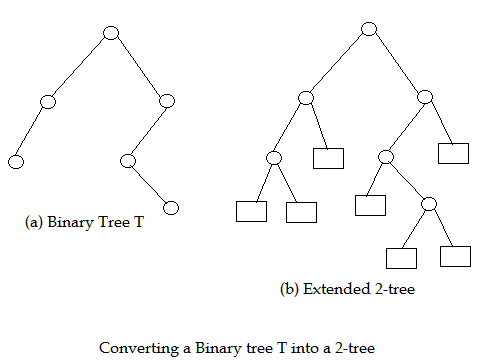 (a) Binary Tree T
(b) Extended 2-tree
Converting a Binary tree T into a 2-tree